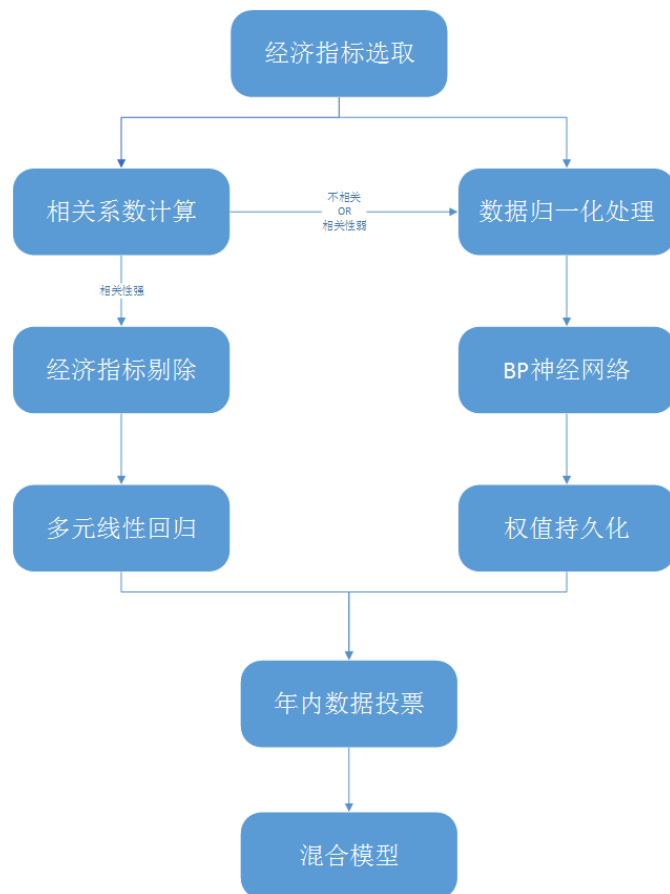 经济指标选取
相关系数计算
不相关
OR
相关性弱
数据归一化处理
相关性强
经济指标剔除
BP神经网络
多元线性回归
权值持久化
年内数据投票
混合模型